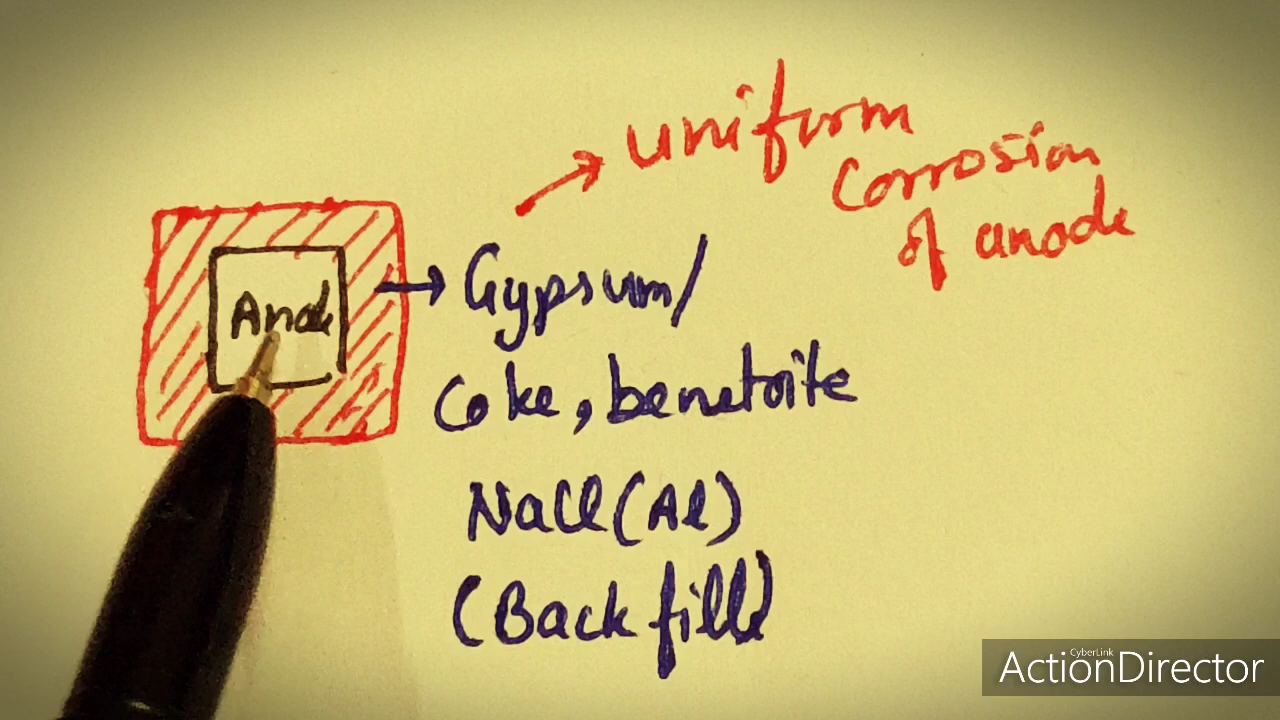 uniform
corrosion
of anode
Anode
Gypsum/
Coke, benetoite
NaCl (Al)
(Back fill)
CyberLink
ActionDirector